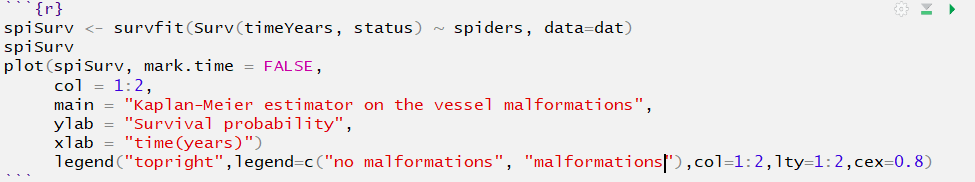 ```{r}
spiSurv <- survfit(Surv(timeYears, status) ~ spiders, data=dat)
spiSurv
plot(spiSurv, mark.time = FALSE,
     col = 1:2,
     main = "Kaplan-Meier estimator on the vessel malformations",
     ylab = "Survival probability",
     xlab = "time(years)")
     legend("topright",legend=c("no malformations", "malformations"),col=1:2,lty=1:2,cex=0.8)
```